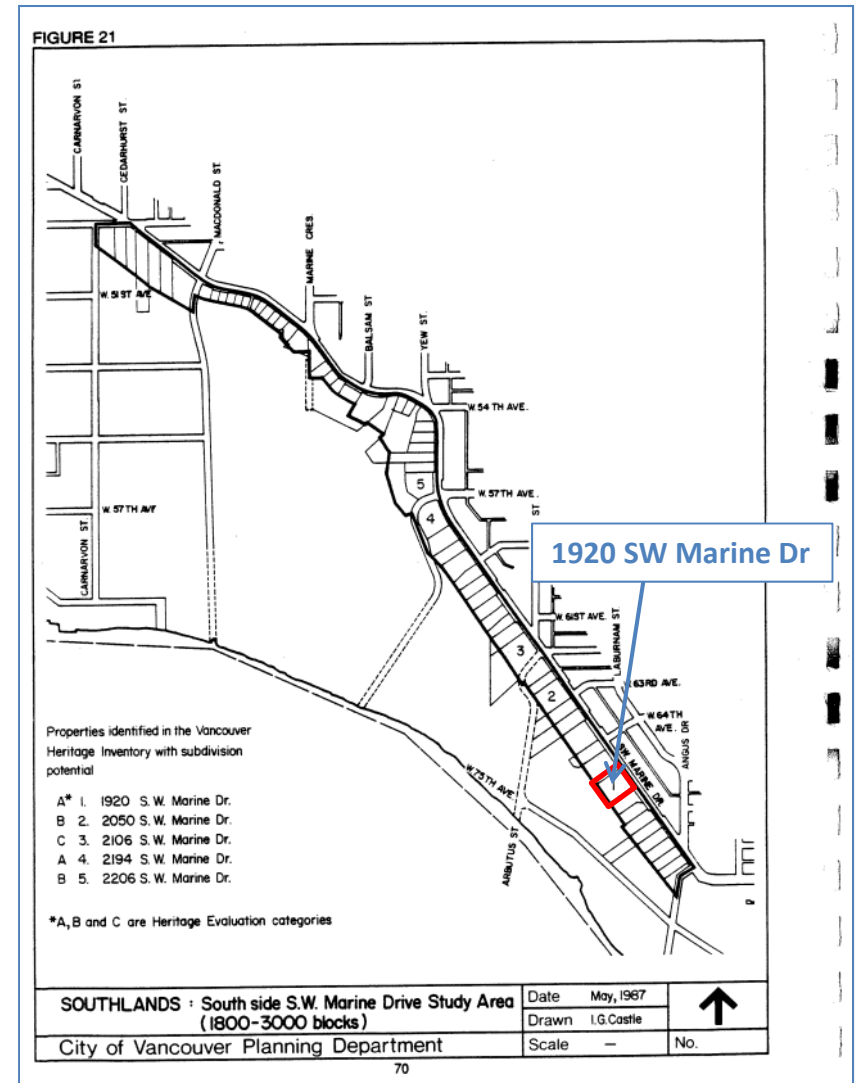 FIGURE 21
CARNARVON ST
CEDARHURST ST.
MACDONALD ST.
MARINE CRES.
BALSAM ST
YEW ST.
W. 51ST AVE
W. 54 TH AVE.
W. 57TH AVE.
ST
W. 57TH AVE
CARNARVON ST
5
4
1920 SW Marine Dr
W. 61ST AVE.
LABURNAM ST.
3
W. 63RD AVE.
2
W. 64TH
AVE.
ANGUS DR
SW MARINE DR.
1
W. 75TH AVE
ARBUTUS ST
Properties identified in the Vancouver
Heritage Inventory with subdivision
potential
A* 1. 1920 S.W. Marine Dr.
B 2. 2050 S.W. Marine Dr.
C 3. 2106 S.W. Marine Dr.
A 4. 2194 S.W. Marine Dr.
B 5. 2206 S.W. Marine Dr.
*A, B and C are Heritage Evaluation categories
SOUTHLANDS : South side S.W. Marine Drive Study Area
(1800-3000 blocks)
Date May, 1987
Drawn I.G.Castle
City of Vancouver Planning Department
Scale –
No.
70